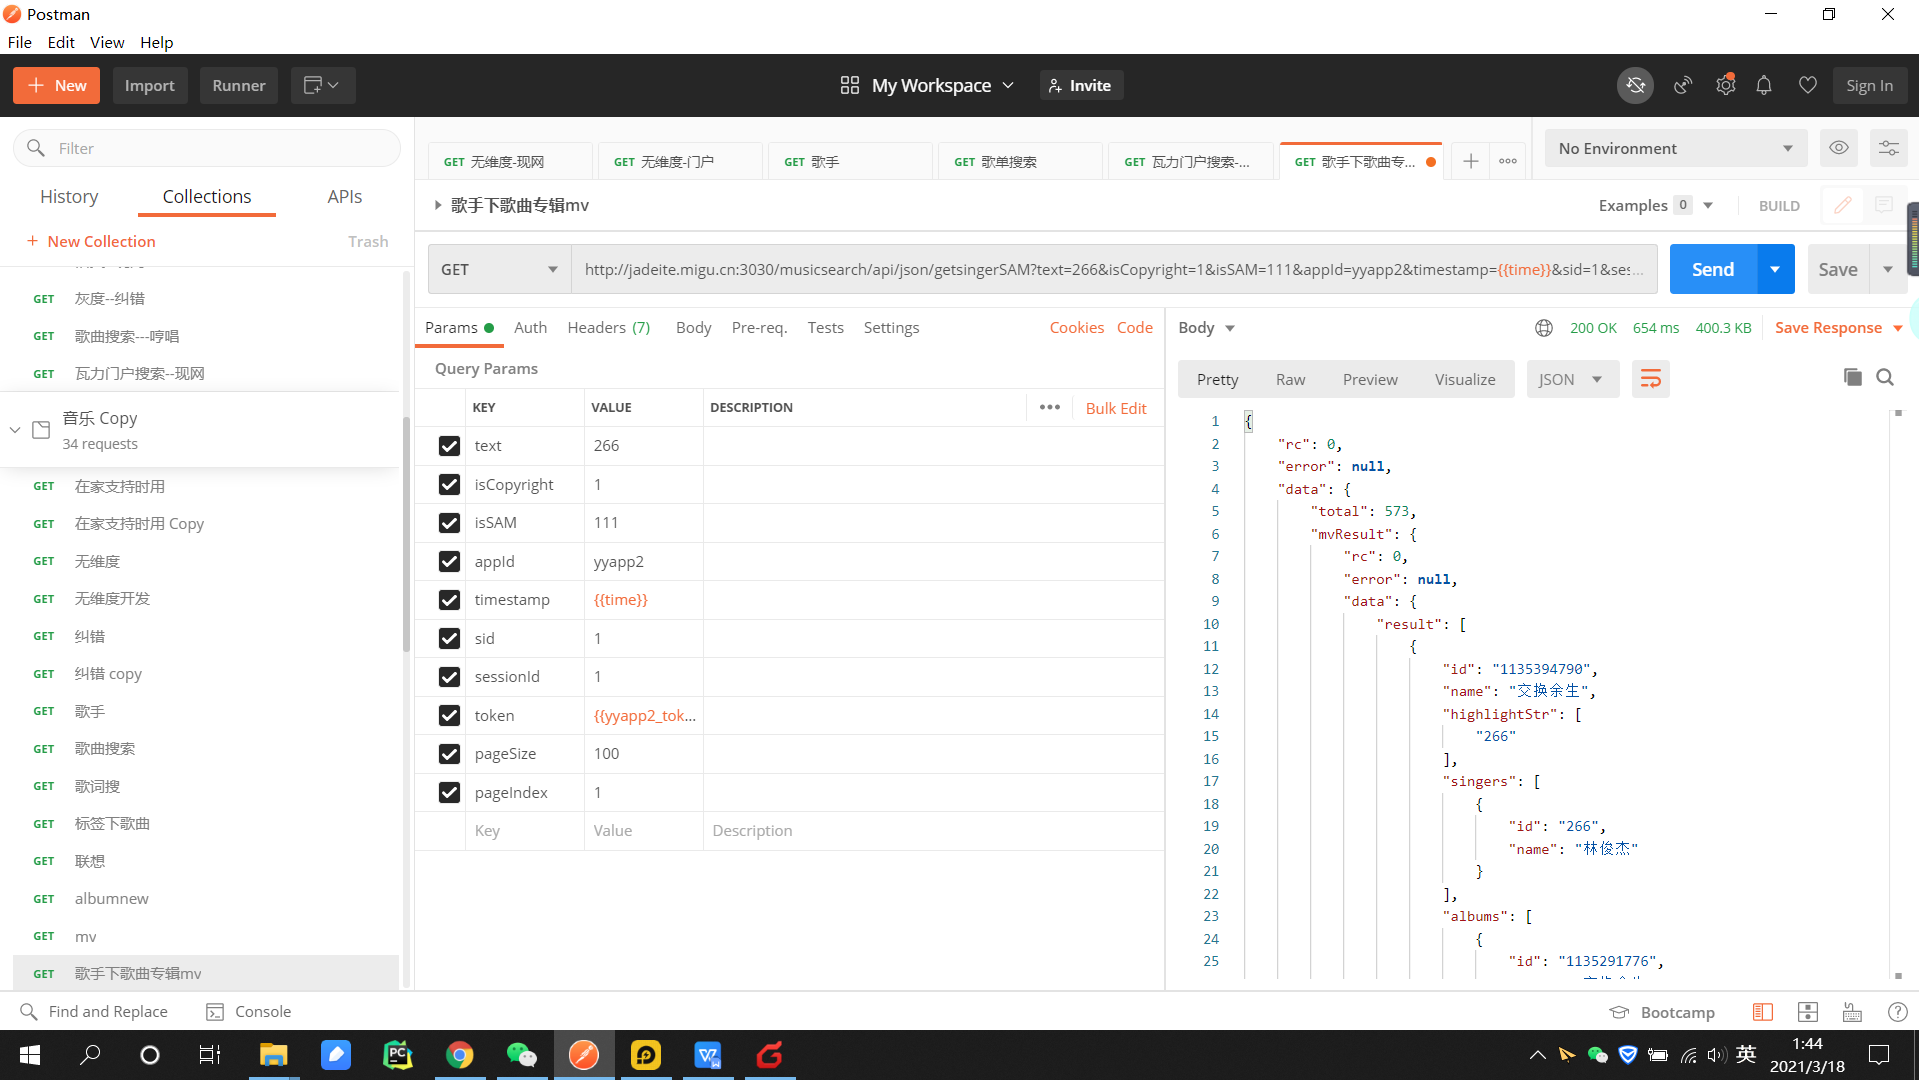 Postman
File Edit View Help
New Import Runner
My Workspace
Invite
Sign In
Filter
History Collections APIs
+ New Collection Trash
GET 灰度--纠错
GET 歌曲搜索---哼唱
GET 瓦力门户搜索--现网
音乐 Copy
34 requests
GET 在家支持时用
GET 在家支持时用 Copy
GET 无维度
GET 无维度开发
GET 纠错
GET 纠错 copy
GET 歌手
GET 歌曲搜索
GET 歌词搜
GET 标签下歌曲
GET 联想
GET albumnew
GET mv
GET 歌手下歌曲专辑mv
GET 无维度-现网
GET 无维度-门户
GET 歌手
GET 歌单搜索
GET 瓦力门户搜索-...
GET 歌手下歌曲专...
No Environment
歌手下歌曲专辑mv
Examples 0
BUILD
GET
http://jadeite.migu.cn:3030/musicsearch/api/json/getsingerSAM?text=266&isCopyright=1&isSAM=111&appId=yyapp2&timestamp={{time}}&sid=1&ses...
Send
Save
Params Auth Headers (7) Body Pre-req. Tests Settings Cookies Code
Query Params
KEY VALUE DESCRIPTION ••• Bulk Edit
text 266
isCopyright 1
isSAM 111
appId yyapp2
timestamp {{time}}
sid 1
sessionId 1
token {{yyapp2_tok...
pageSize 100
pageIndex 1
Key Value Description
Body 200 OK 654 ms 400.3 KB Save Response
Pretty Raw Preview Visualize JSON
1 {
2 "rc": 0,
3 "error": null,
4 "data": {
5 "total": 573,
6 "mvResult": {
7 "rc": 0,
8 "error": null,
9 "data": {
10 "result": [
11 {
12 "id": "1135394790",
13 "name": "交换余生",
14 "highlightStr": [
15 "266"
16 ],
17 "singers": [
18 {
19 "id": "266",
20 "name": "林俊杰"
21 }
22 ],
23 "albums": [
24 {
25 "id": "1135291776",
Find and Replace Console
Bootcamp
英
1:44
2021/3/18